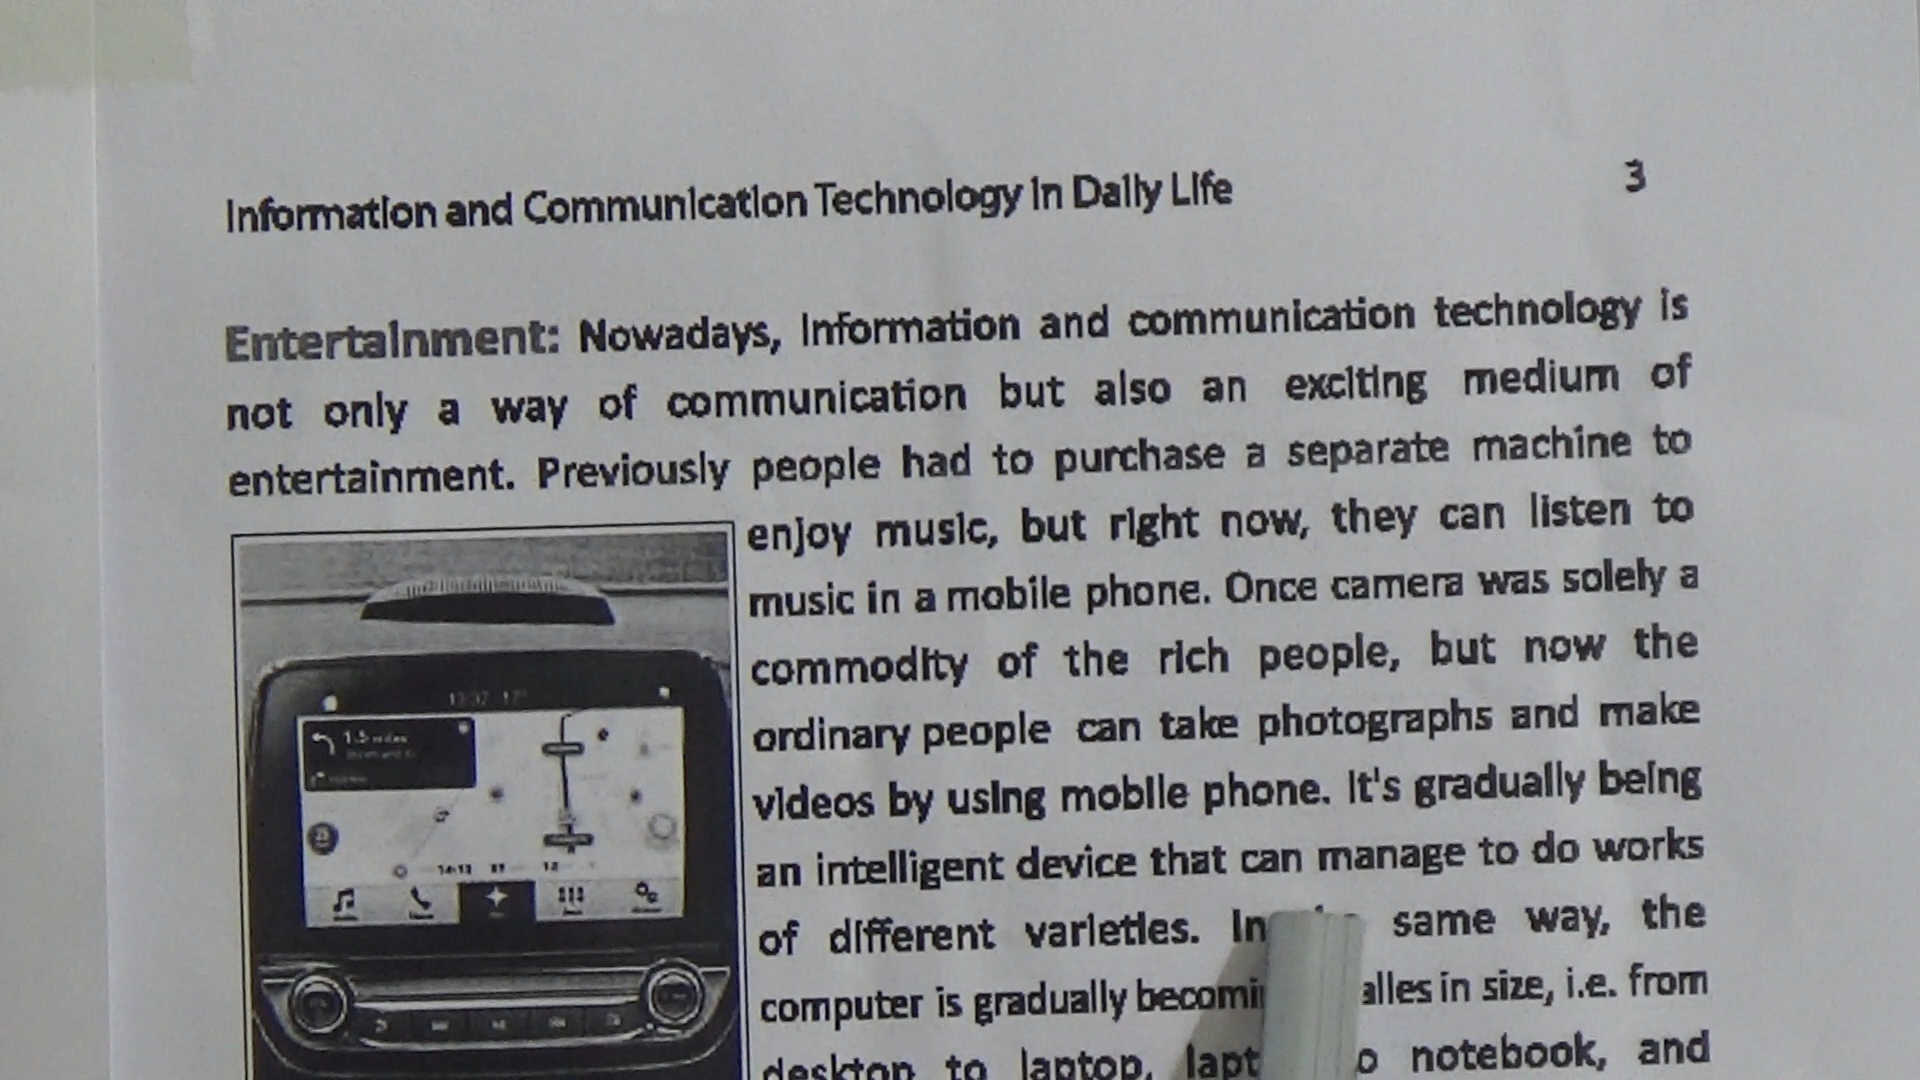 Information and Communication Technology in Daily Life
3
Entertainment: Nowadays, Information and communication technology is
not only a way of communication but also an exciting medium of
entertainment. Previously people had to purchase a separate machine to
enjoy music, but right now, they can listen to
music in a mobile phone. Once camera was solely a
commodity of the rich people, but now the
ordinary people can take photographs and make
videos by using mobile phone. It's gradually being
an intelligent device that can manage to do works
of different varieties. In same way, the
computer is gradually becomi alles in size, i.e. from
desktop to laptop, lapt o notebook, and
1.5 miles
14:13